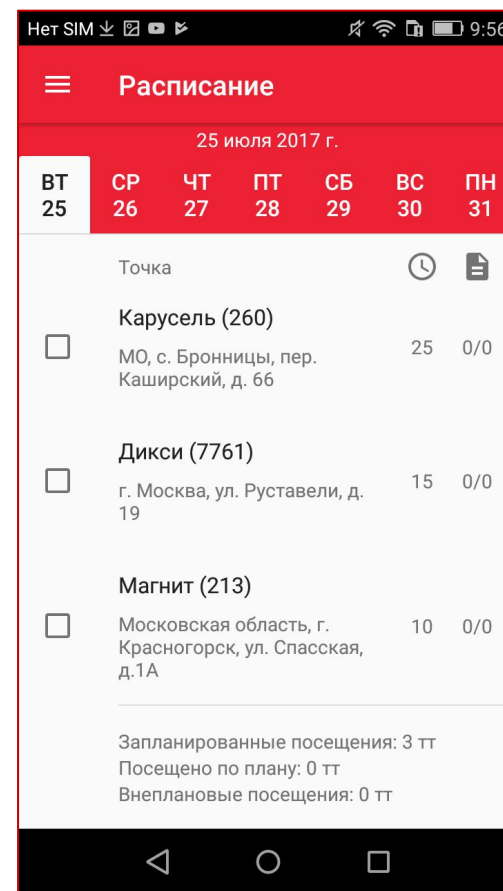 Нет SIM 9:56
Расписание
25 июля 2017 г.
ВТ СР ЧТ ПТ СБ ВС ПН
25 26 27 28 29 30 31
Точка
Карусель (260)
МО, с. Бронницы, пер.
Каширский, д. 66
25 0/0
Дикси (7761)
г. Москва, ул. Руставели, д.
19
15 0/0
Магнит (213)
Московская область, г.
Красногорск, ул. Спасская,
д.1А
10 0/0
Запланированные посещения: 3 тт
Посещено по плану: 0 тт
Внеплановые посещения: 0 тт